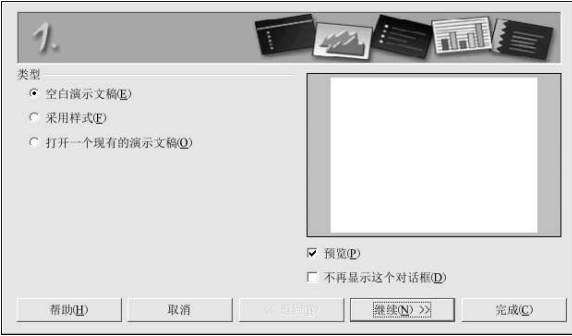 1.
类型
空白演示文稿(E)
采用样式(F)
打开一个现有的演示文稿(O)
预览(P)
不再显示这个对话框(D)
帮助(H) 取消 << 返回(B) 继续(N) >> 完成(C)